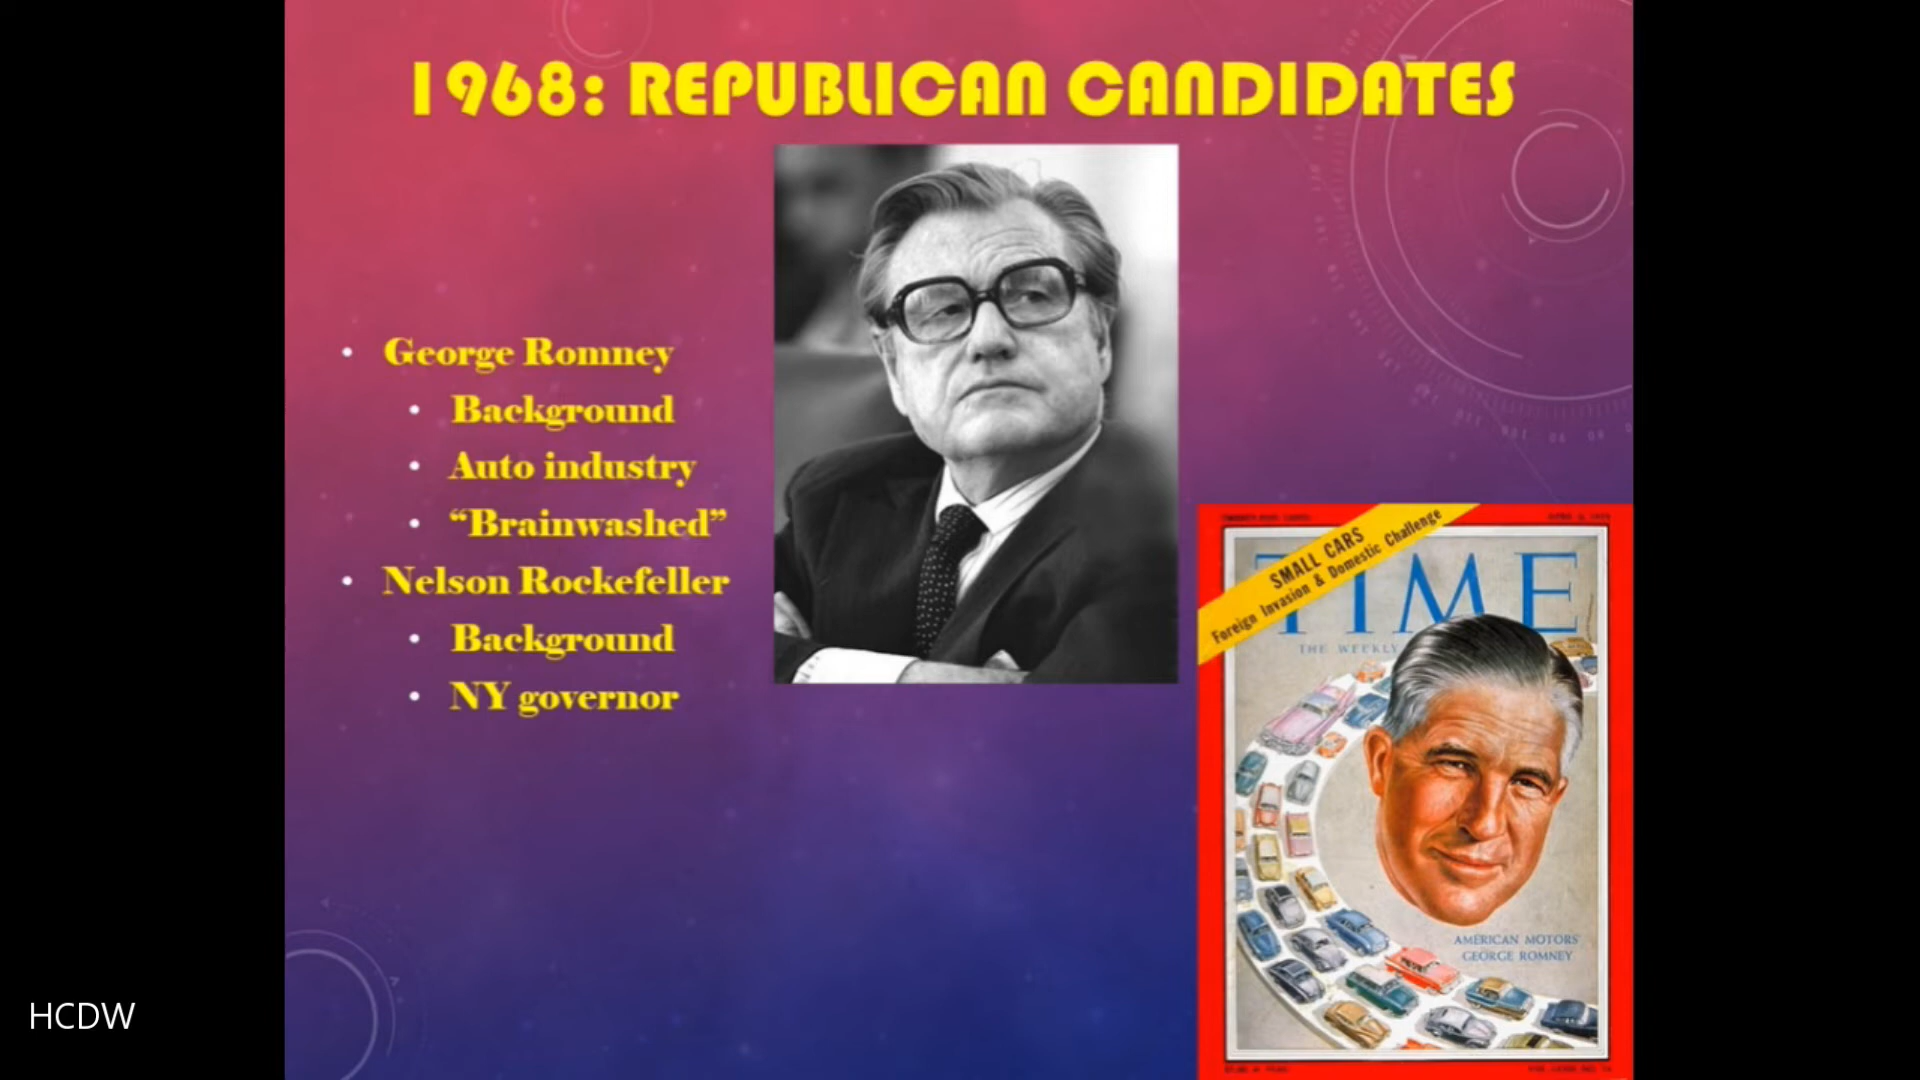 1968: REPUBLICAN CANDIDATES
• George Romney
• Background
• Auto industry
• “Brainwashed”
• Nelson Rockefeller
• Background
• NY governor
SMALL CARS
Foreign Invasion & Domestic Challenge
TIME
THE WEEKLY
AMERICAN MOTORS'
GEORGE ROMNEY
HCDW